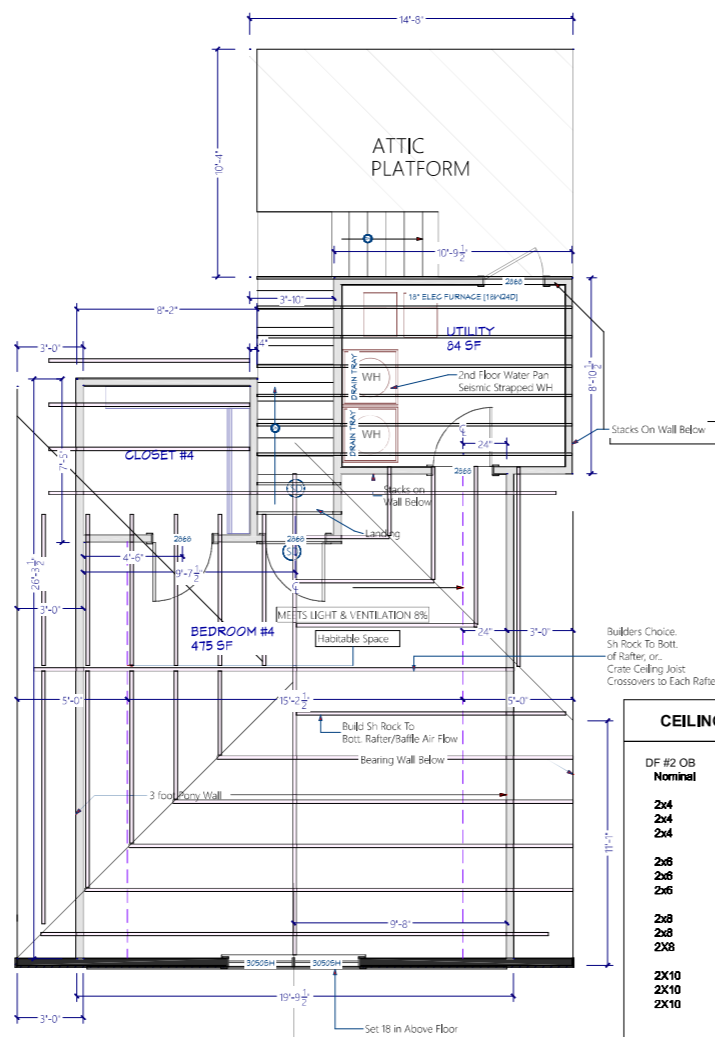 14'-8"
10'-4"
ATTIC
PLATFORM
10"-9 1/2"
2868
3'-10"
18" ELEC FURNACE [18Wx24D]
8'-2"
UTILITY
84 SF
3'-0"
4"
8'-10 1/2"
DRAIN TRAY
WH
2nd Floor Water Pan
Seismic Strapped WH
DRAIN TRAY
WH
24"
Stacks On Wall Below
7'-5"
CLOSET #4
2868
SD
Stacks on
Wall Below
Landing
2868
2868
SD
4'-6"
9'-7 1/2"
26'-3 1/2"
3'-0"
MEETS LIGHT & VENTILATION 8%
BEDROOM #4
475 SF
Habitable Space
24"
3'-0"
Builders Choice.
Sh Rock To Bott.
of Rafter, or..
Crate Ceiling Joist
Crossovers to Each Rafte
5'-0"
15'-2 1/2"
5'-0"
Build Sh Rock To
Bott. Rafter/Baffle Air Flow
Bearing Wall Below
3 foot Pony Wall
11'-1"
CEILING
DF #2 OB
Nominal
2x4
2x4
2x4
2x6
2x6
2x6
2x8
2x8
2X8
2X10
2X10
2X10
9'-8"
3050SH
3050SH
19'-9 1/2"
3'-0"
Set 18 in Above Floor